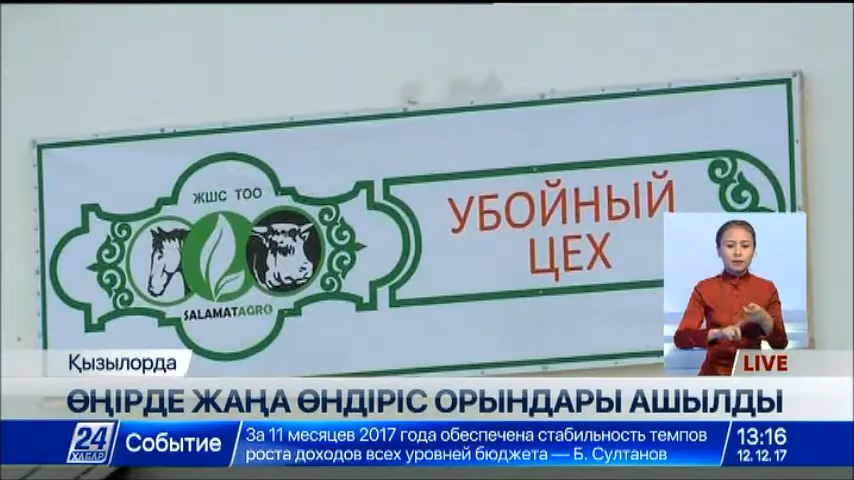 ЖШС ТОО
SALAMATAGRO
УБОЙНЫЙ
ЦЕХ
Қызылорда
LIVE
ӨҢІРДЕ ЖАҢА ӨНДІРІС ОРЫНДАРЫ АШЫЛДЫ
24
ХАБАР
Событие
За 11 месяцев 2017 года обеспечена стабильность темпов
роста доходов всех уровней бюджета — Б. Султанов
13:16
12.12.17